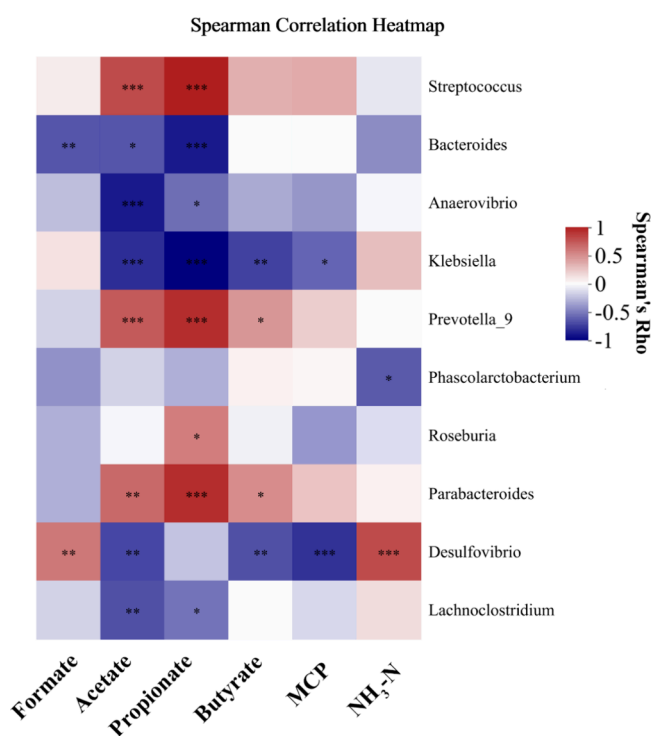 Spearman Correlation Heatmap
*** *** Streptococcus
** * *** Bacteroides
*** * Anaerovibrio
*** *** ** * Klebsiella
*** *** * Prevotella_9
* Phascolarctobacterium
* Roseburia
** *** * Parabacteroides
** ** ** *** *** Desulfovibrio
** * Lachnoclostridium
1
0.5
0
-0.5
-1
Spearman's Rho
Formate
Acetate
Propionate
Butyrate
MCP
NH₃-N